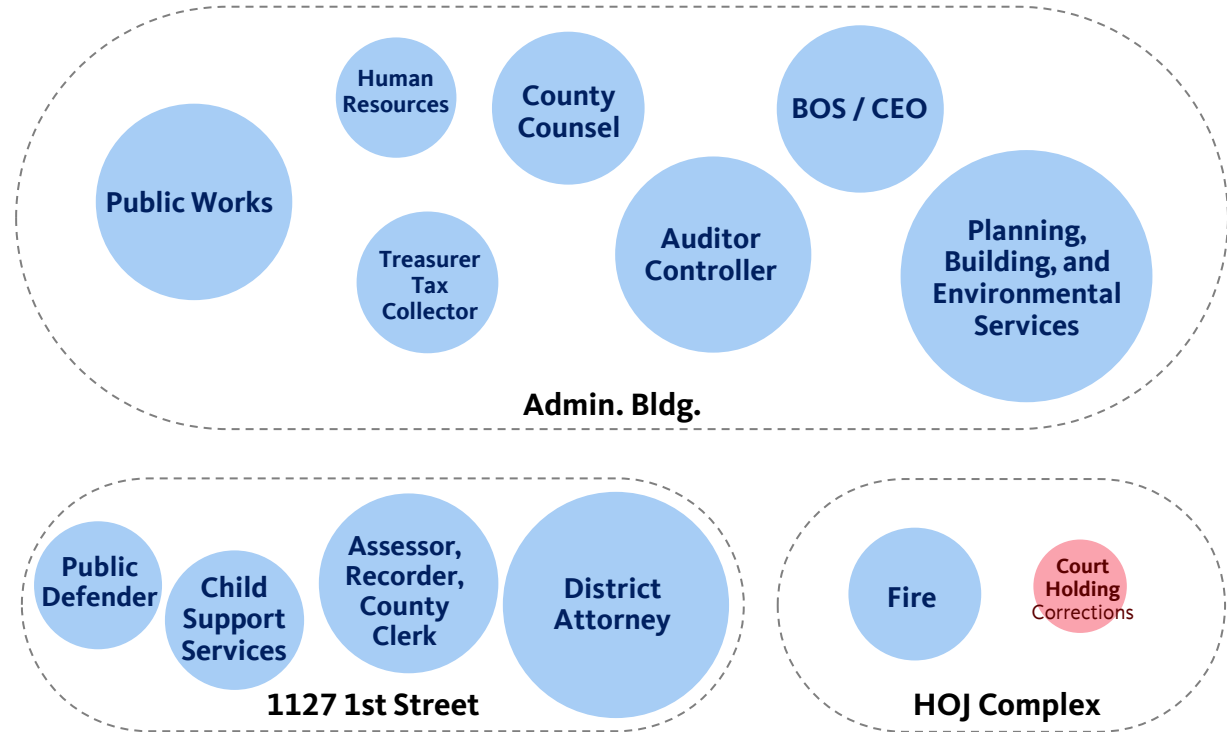 Human
Resources
County
Counsel
BOS / CEO
Public Works
Treasurer
Tax
Collector
Auditor
Controller
Planning,
Building, and
Environmental
Services
Admin. Bldg.
Public
Defender
Child
Support
Services
Assessor,
Recorder,
County
Clerk
District
Attorney
1127 1st Street
Fire
Court
Holding
Corrections
HOJ Complex